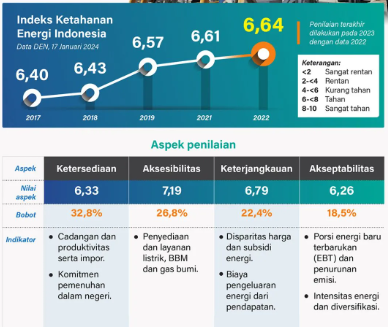 Indeks Ketahanan
Energi Indonesia
Data DEN, 17 Januari 2024
6,40
6,43
6,57
6,61
6,64
2017
2018
2019
2021
2022
Penilaian terakhir
dilakukan pada 2023
dengan data 2022
Keterangan:
<2 Sangat rentan
2-<4 Rentan
4-<6 Kurang tahan
6-<8 Tahan
8-10 Sangat tahan
Aspek penilaian
Aspek Ketersediaan Aksesibilitas Keterjangkauan Akseptabilitas
Nilai aspek 6,33 7,19 6,79 6,26
Bobot 32,8% 26,8% 22,4% 18,5%
Indikator
• Cadangan dan
produktivitas
serta impor.
• Komitmen
pemenuhan
dalam negeri.
• Penyediaan
dan layanan
listrik, BBM
dan gas bumi.
• Disparitas harga
dan subsidi
energi.
• Biaya
pengeluaran
energi dari
pendapatan.
• Porsi energi baru
terbarukan
(EBT) dan
penurunan
emisi.
• Intensitas energi
dan diversifikasi.